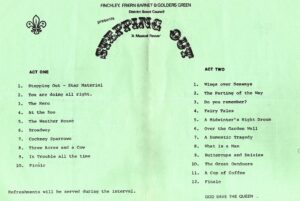 FINCHLEY, FRIERN BARNET & GOLDERS GREEN
District Scout Council
presents
STEPPING OUT
A Musical Revue
ACT ONE
1. Stepping Out - Star Material
2. You are doing all right.
3. The Hero
4. At the Zoo
5. The Weather House
6. Broadway
7. Cockney Sparrows
8. Three Acres and a Cow
9. In Trouble all the time
10. Finale
Refreshments will be served during the interval.
ACT TWO
1. Wings over
2. The Parting of the Way
3. Do you remember?
4. Fairy Tales
5. A Midwinter's Night Dream
6. Over the Garden Wall
7. A Domestic Tragedy
8. What is a Man
9. Buttercups and Daisies
10. The Great Outdoors
11. A Cup of Coffee
12. Finale
GOD SAVE THE QUEEN